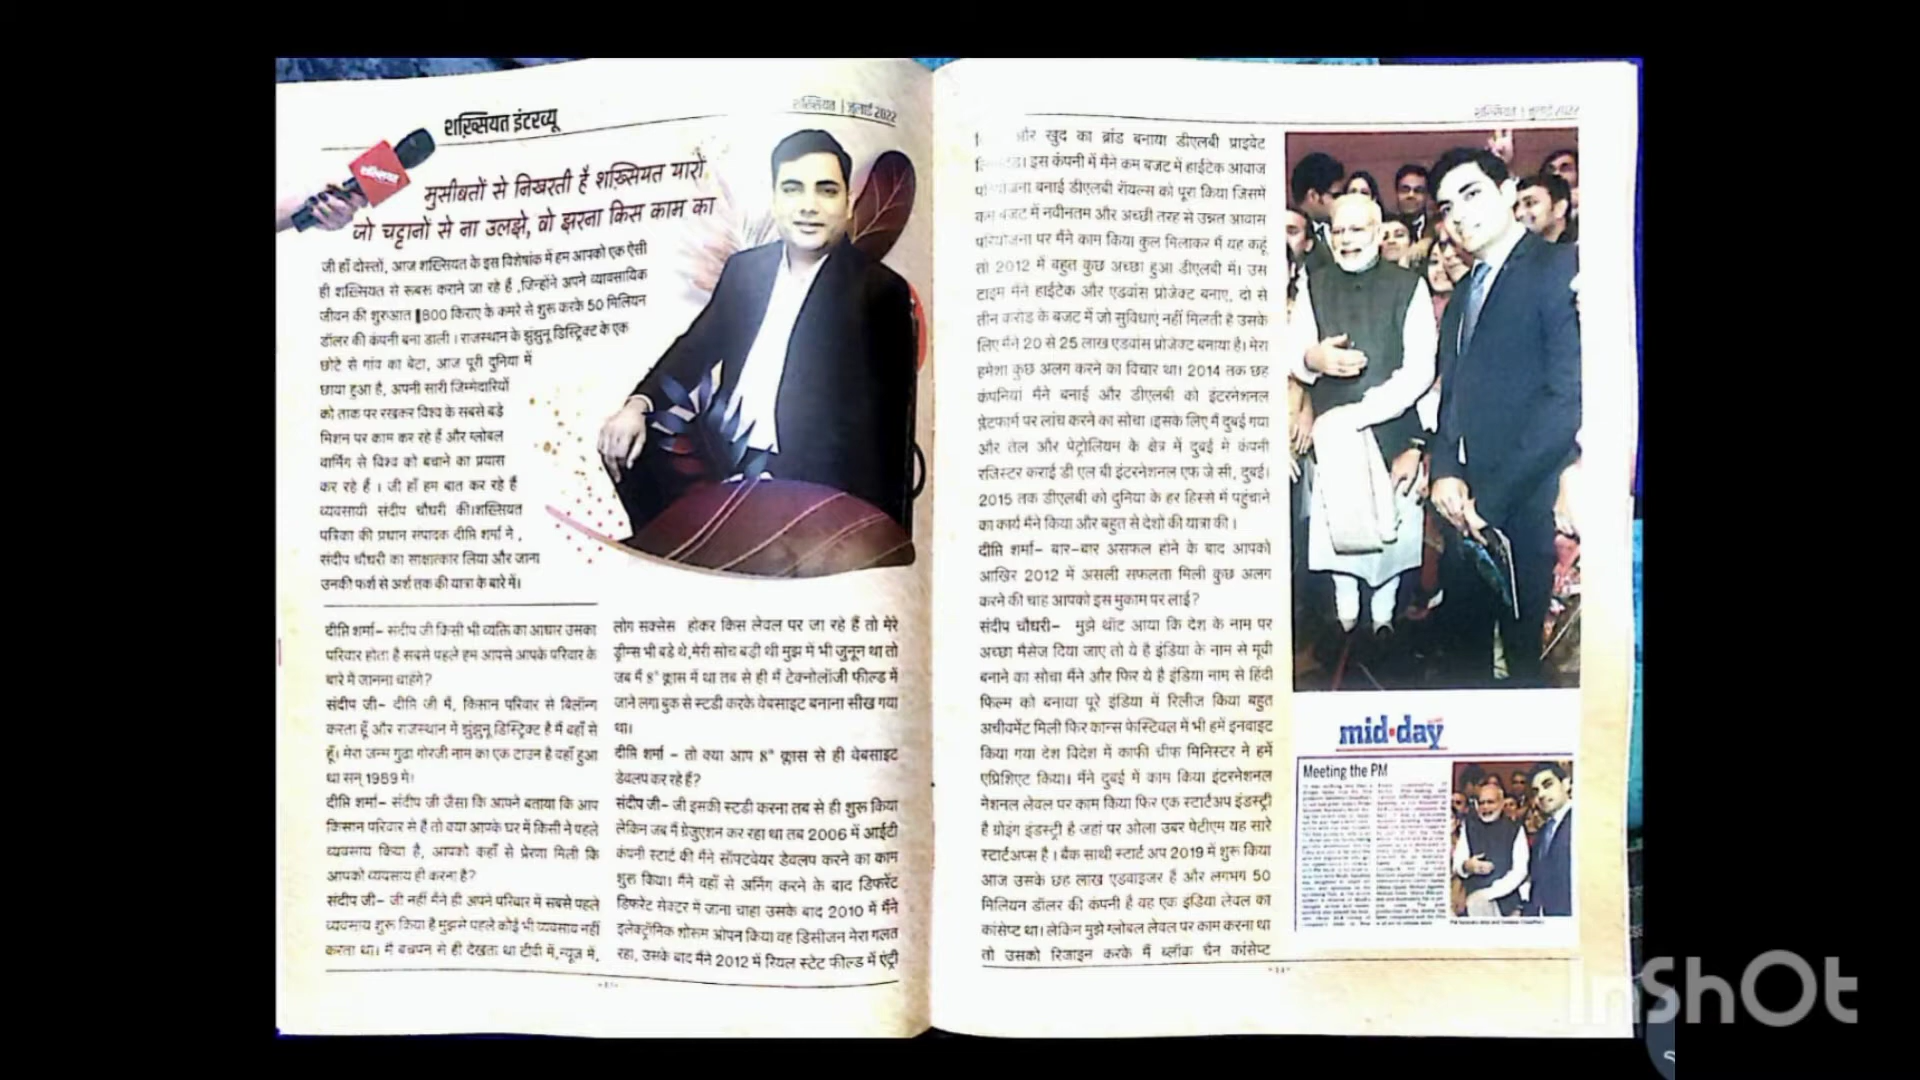 शख़्सियत इंटरव्यू
शख्सियत | जुलाई 2022
शख्सियत
मुसीबतों से निखरती है शख़्सियत यारों
जो चट्टानों से ना उलझे, वो झरना किस काम का
जी हाँ दोस्तों, आज शख्सियत के इस विशेषांक में हम आपको एक ऐसी
ही शख्सियत से रूबरू कराने जा रहे हैं ,जिन्होंने अपने व्यावसायिक
जीवन की शुरुआत 1800 किराए के कमरे से शुरू करके 50 मिलियन
डॉलर की कंपनी बना डाली । राजस्थान के झुंझुनू डिस्ट्रिक्ट के एक
छोटे से गांव का बेटा, आज पूरी दुनिया में
छाया हुआ है, अपनी सारी जिम्मेदारियों
को ताक पर रखकर विश्व के सबसे बड़े
मिशन पर काम कर रहे हैं और ग्लोबल
वार्मिंग से विश्व को बचाने का प्रयास
कर रहे हैं । जी हाँ हम बात कर रहे हैं
व्यवसायी संदीप चौधरी की।शख्सियत
पत्रिका की प्रधान संपादक दीप्ति शर्मा ने ,
संदीप चौधरी का साक्षात्कार लिया और जाना
उनकी फर्श से अर्श तक की यात्रा के बारे में।
दीप्ति शर्मा– संदीप जी किसी भी व्यक्ति का आधार उसका
परिवार होता है सबसे पहले हम आपसे आपके परिवार के
बारे में जानना चाहेंगे?
संदीप जी– दीप्ति जी मैं, किसान परिवार से बिलॉन्ग
करता हूँ और राजस्थान में झुंझुनू डिस्ट्रिक्ट है मैं वहाँ से
हूँ। मेरा जन्म गुढा गोरजी नाम का एक टाउन है वहाँ हुआ
था सन् 1989 में।
दीप्ति शर्मा– संदीप जी जैसा कि आपने बताया कि आप
किसान परिवार से है तो क्या आपके घर में किसी ने पहले
व्यवसाय किया है, आपको कहाँ से प्रेरणा मिली कि
आपको व्यवसाय ही करना है?
संदीप जी– जी नहीं मैंने ही अपने परिवार में सबसे पहले
व्यवसाय शुरू किया है मुझसे पहले कोई भी व्यवसाय नहीं
करता था। मैं बचपन से ही देखता था टीवी में,न्यूज में,
लोग सक्सेस होकर किस लेवल पर जा रहे हैं तो मेरे
ड्रीम्स भी बडे थे,मेरी सोच बड़ी थी मुझ में भी जुनून था तो
जब मैं 8" क्लास में था तब से ही मैं टेक्नोलॉजी फील्ड में
जाने लगा बुक से स्टडी करके वेबसाइट बनाना सीख गया
था।
दीप्ति शर्मा – तो क्या आप 8" क्लास से ही वेबसाइट
डेवलप कर रहे हैं?
संदीप जी– जी इसकी स्टडी करना तब से ही शुरू किया
लेकिन जब मैं ग्रेजुएशन कर रहा था तब 2006 में आईटी
कंपनी स्टार्ट की मैंने सॉफ्टवेयर डेवलप करने का काम
शुरू किया। मैंने वहाँ से अर्निंग करने के बाद डिफरेंट
डिफरेंट सेक्टर में जाना चाहा उसके बाद 2010 में मैंने
इलेक्ट्रॉनिक शोरूम ओपन किया वह डिसीजन मेरा गलत
रहा, उसके बाद मैंने 2012 में रियल स्टेट फील्ड में एंट्री
शख्सियत | जुलाई 2022
और खुद का ब्रांड बनाया डीएलबी प्राइवेट
इस कंपनी में मैंने कम बजट में हाईटेक आवाज
बनाई डीएलबी रॉयल्स को पूरा किया जिसमें
कम बजट में नवीनतम और अच्छी तरह से उन्नत आवास
परियोजना पर मैंने काम किया कुल मिलाकर मैं यह कहूं
तो 2012 में बहुत कुछ अच्छा हुआ डीएलबी में। उस
टाइम मैंने हाईटेक और एडवांस प्रोजेक्ट बनाए, दो से
तीन करोड के बजट में जो सुविधाएं नहीं मिलती है उसके
लिए मैंने 20 से 25 लाख एडवांस प्रोजेक्ट बनाया है। मेरा
हमेशा कुछ अलग करने का विचार था। 2014 तक छह
कंपनियां मैंने बनाई और डीएलबी को इंटरनेशनल
प्लेटफार्म पर लांच करने का सोचा ।इसके लिए मैं दुबई गया
और तेल और पेट्रोलियम के क्षेत्र में दुबई मे कंपनी
रजिस्टर कराई डी एल बी इंटरनेशनल एफ जे सी, दुबई।
2015 तक डीएलबी को दुनिया के हर हिस्से में पहुंचाने
का कार्य मैंने किया और बहुत से देशो की यात्रा की ।
दीप्ति शर्मा– बार–बार असफल होने के बाद आपको
आखिर 2012 में असली सफलता मिली कुछ अलग
करने की चाह आपको इस मुकाम पर लाई?
संदीप चौधरी– मुझे थॉट आया कि देश के नाम पर
अच्छा मैसेज दिया जाए तो ये है इंडिया के नाम से मूवी
बनाने का सोचा मैंने और फिर ये है इंडिया नाम से हिंदी
फिल्म को बनाया पूरे इंडिया में रिलीज किया बहुत
अचीवमेंट मिली फिर कान्स फेस्टिवल में भी हमें इनवाइट
किया गया देश विदेश में काफी चीफ मिनिस्टर ने हमें
एप्रिशिएट किया। मैंने दुबई में काम किया इंटरनेशनल
नेशनल लेवल पर काम किया फिर एक स्टार्टअप इंडस्ट्री
है ग्रोइंग इंडस्ट्री है जहां पर ओला उबर पेटीएम यह सारे
स्टार्टअप्स है । बैंक साथी स्टार्ट अप 2019 में शुरू किया
आज उसके छह लाख एडवाइजर हैं और लगभग 50
मिलियन डॉलर की कंपनी है यह एक इंडिया लेवल का
कांसेप्ट था। लेकिन मुझे ग्लोबल लेवल पर काम करना था
तो उसको रिजाइन करके मैं ब्लॉक चैन कांसेप्ट
mid-day
Meeting the PM
InShOt